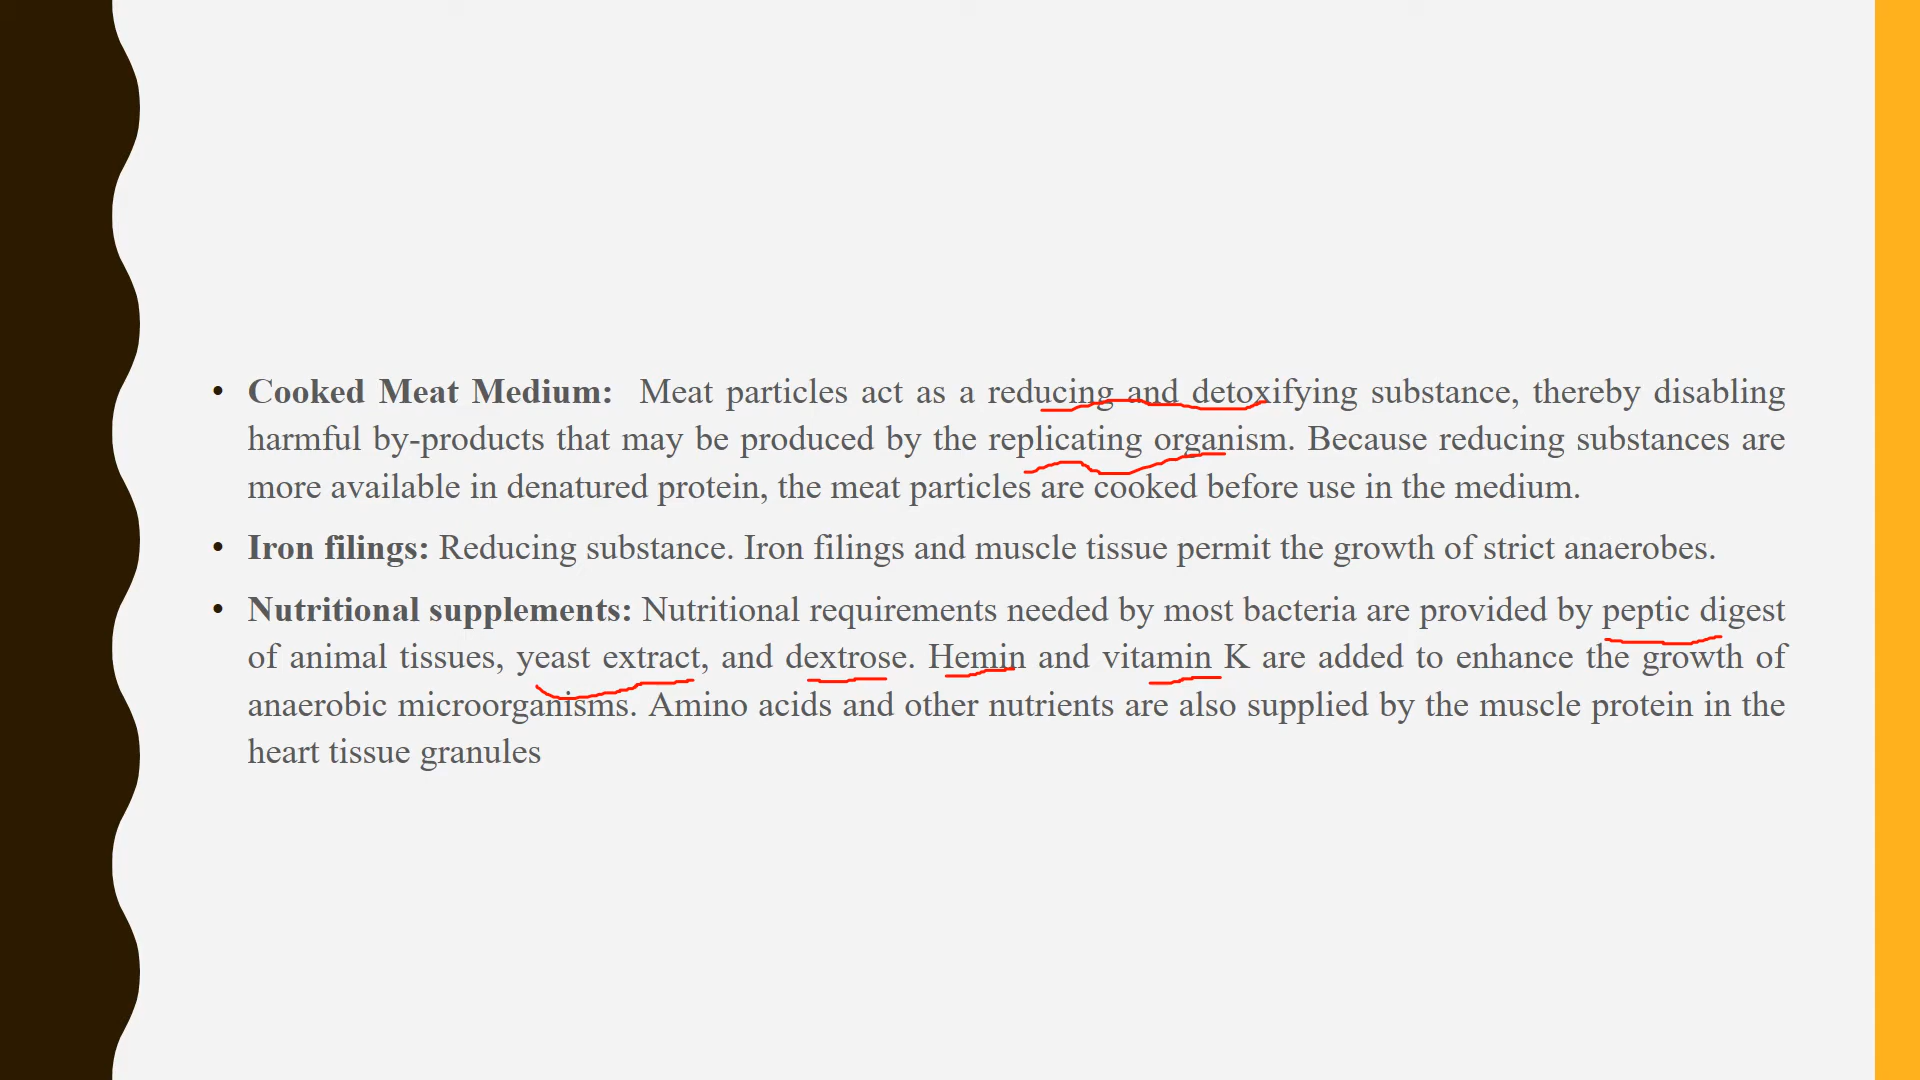 • Cooked Meat Medium: Meat particles act as a reducing and detoxifying substance, thereby disabling
harmful by-products that may be produced by the replicating organism. Because reducing substances are
more available in denatured protein, the meat particles are cooked before use in the medium.
• Iron filings: Reducing substance. Iron filings and muscle tissue permit the growth of strict anaerobes.
• Nutritional supplements: Nutritional requirements needed by most bacteria are provided by peptic digest
of animal tissues, yeast extract, and dextrose. Hemin and vitamin K are added to enhance the growth of
anaerobic microorganisms. Amino acids and other nutrients are also supplied by the muscle protein in the
heart tissue granules